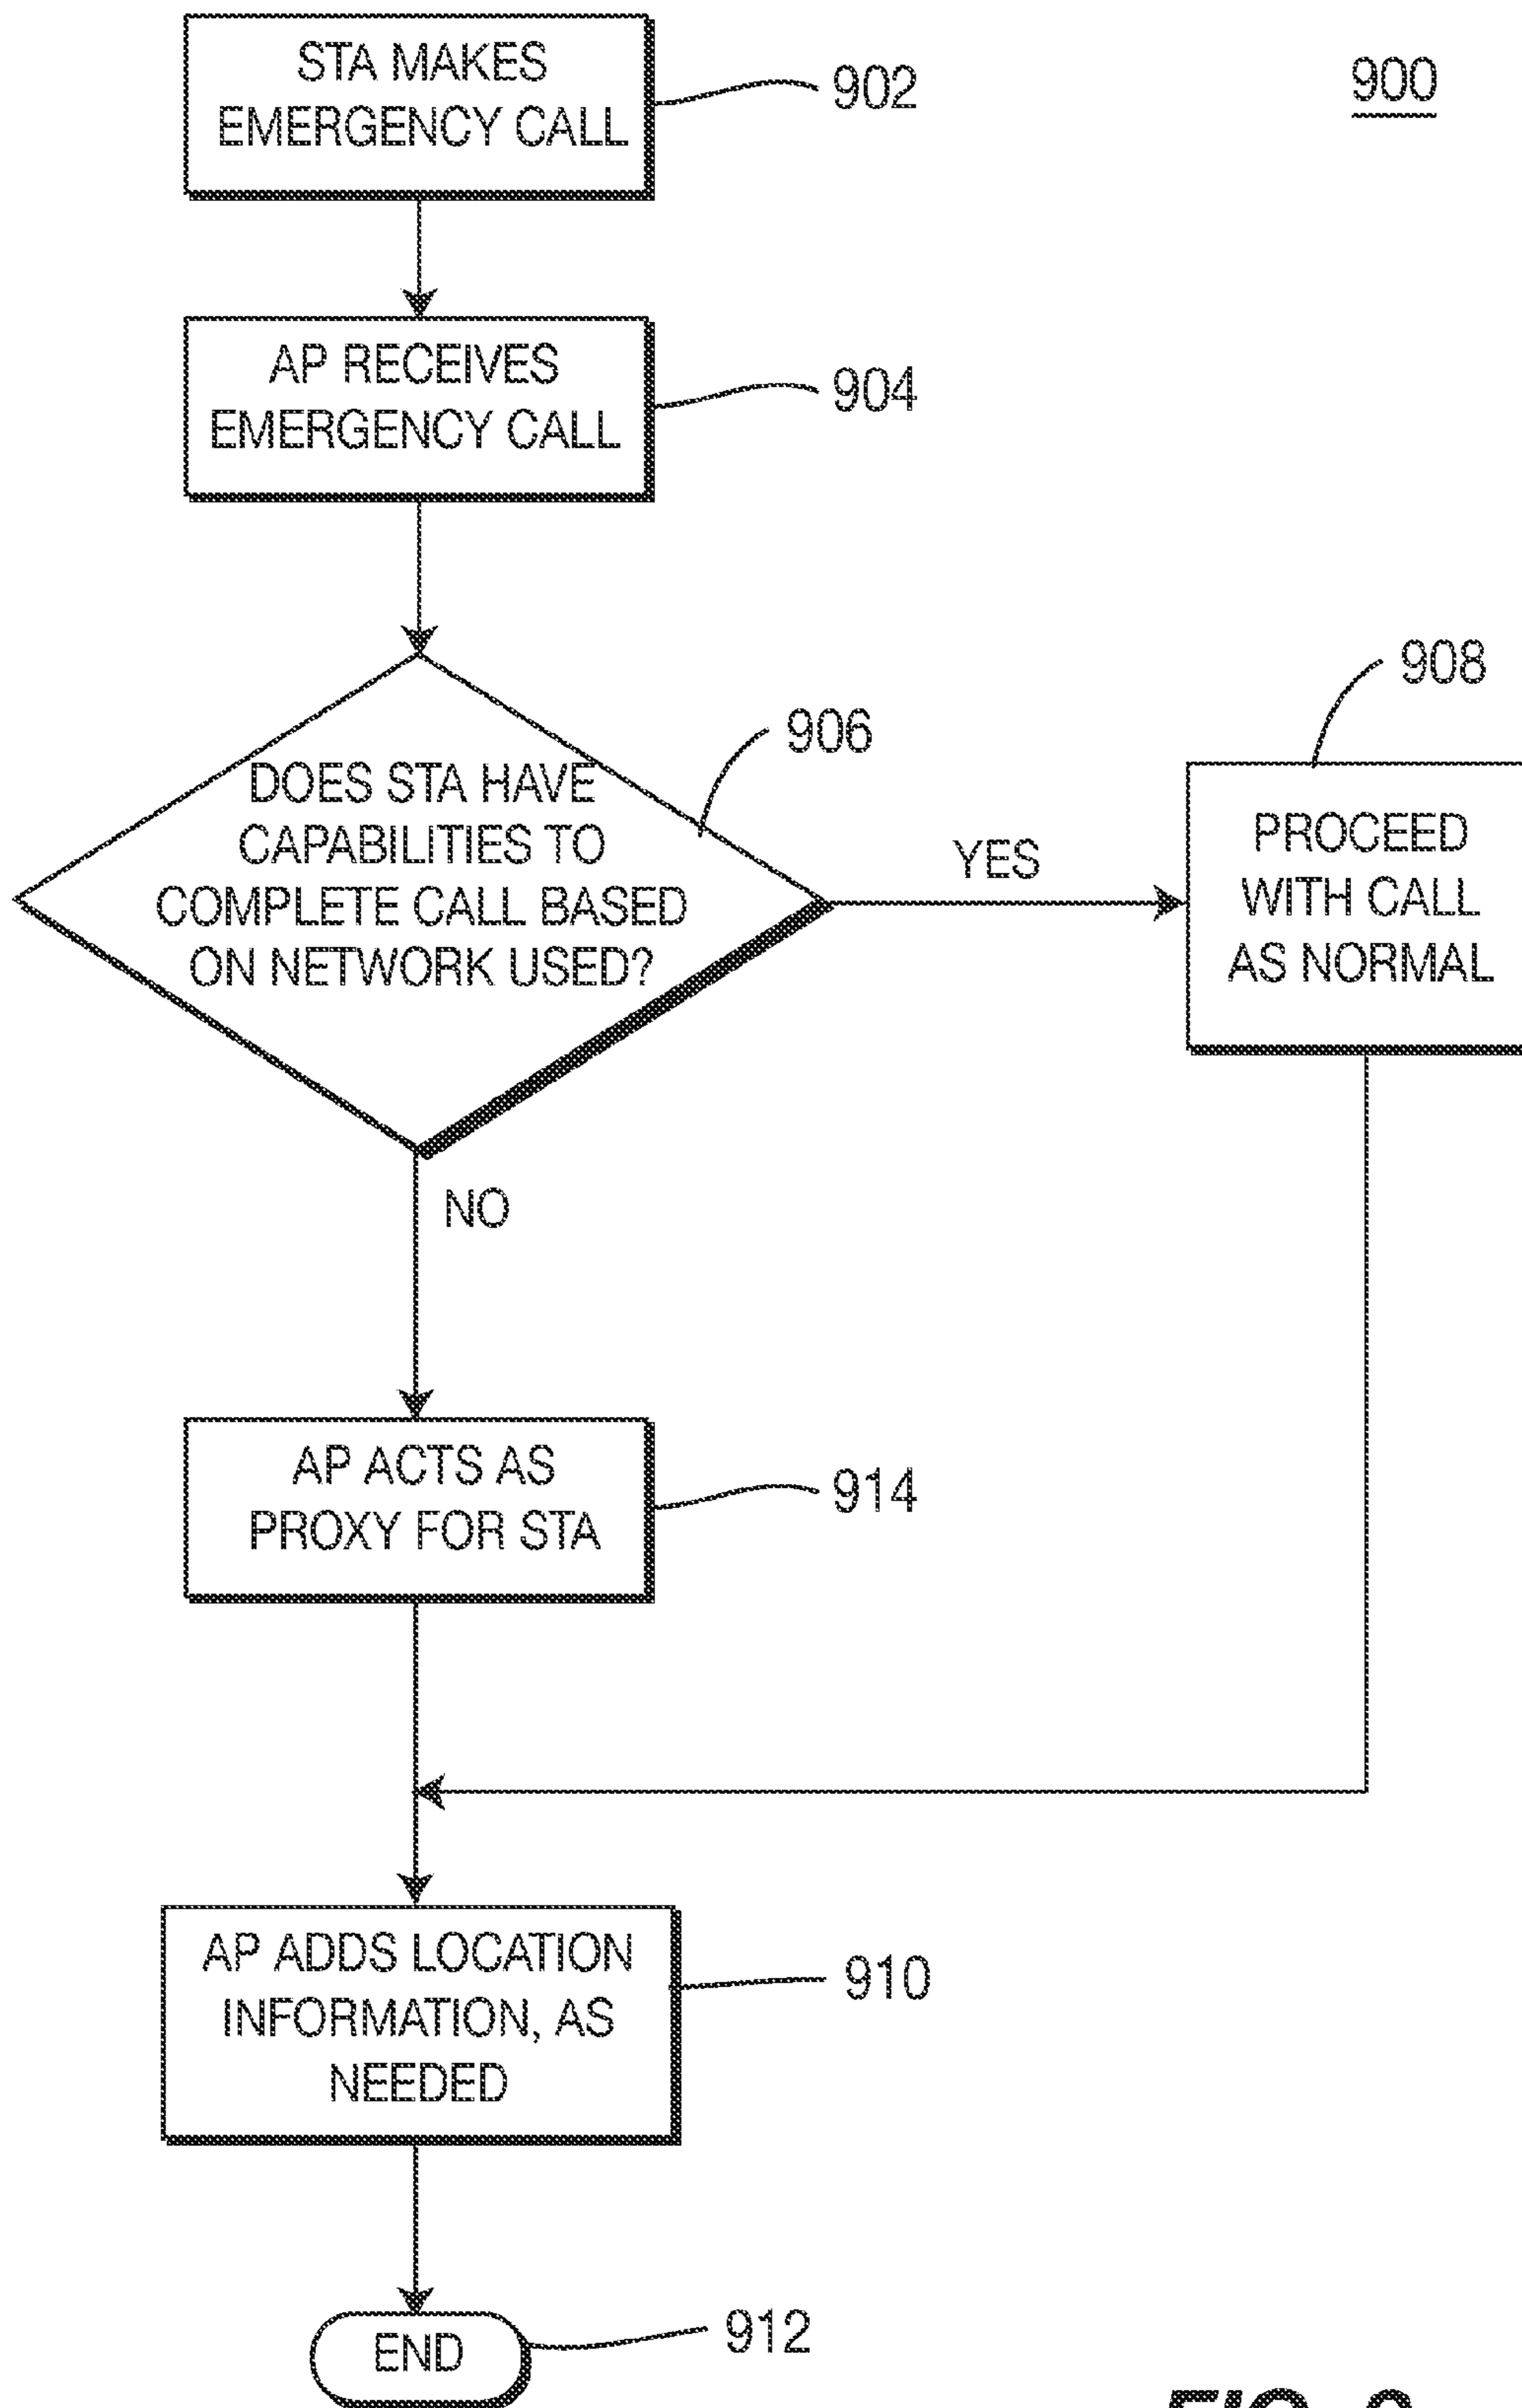 900
STA MAKES
EMERGENCY CALL
902
AP RECEIVES
EMERGENCY CALL
904
DOES STA HAVE
CAPABILITIES TO
COMPLETE CALL BASED
ON NETWORK USED?
906
YES
908
PROCEED
WITH CALL
AS NORMAL
NO
AP ACTS AS
PROXY FOR STA
914
AP ADDS LOCATION
INFORMATION, AS
NEEDED
910
END
912